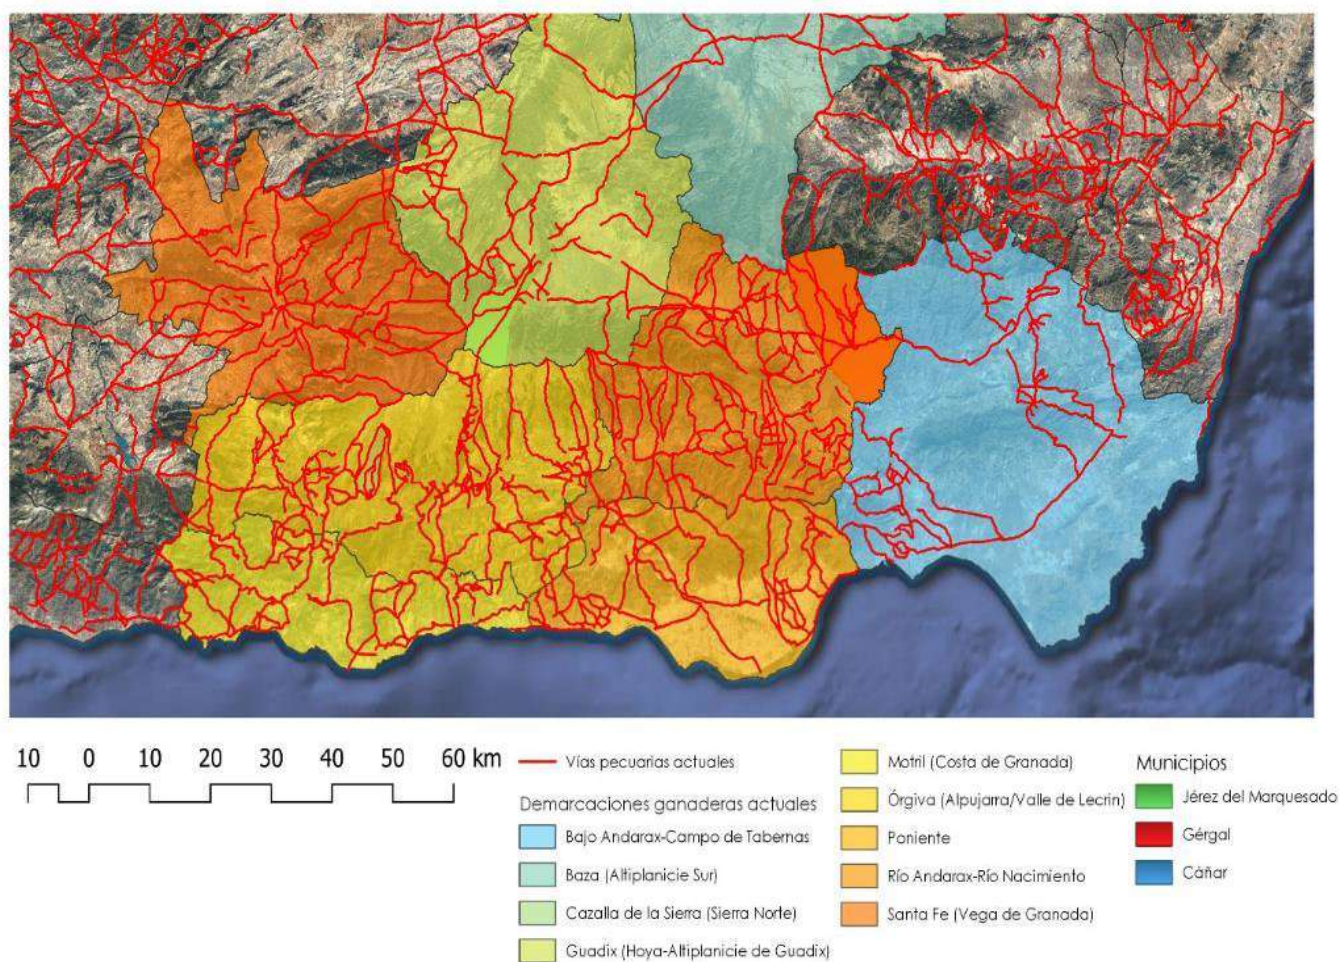 10 0 10 20 30 40 50 60 km
Vías pecuarias actuales
Demarcaciones ganaderas actuales
Bajo Andarax-Campo de Tabernas
Baza (Altiplanicie Sur)
Cazalla de la Sierra (Sierra Norte)
Guadix (Hoya-Altiplanicie de Guadix)
Motril (Costa de Granada)
Órgiva (Alpujarra/Valle de Lecrin)
Poniente
Río Andarax-Río Nacimiento
Santa Fe (Vega de Granada)
Municipios
Jérez del Marquesado
Gérgal
Cáñar